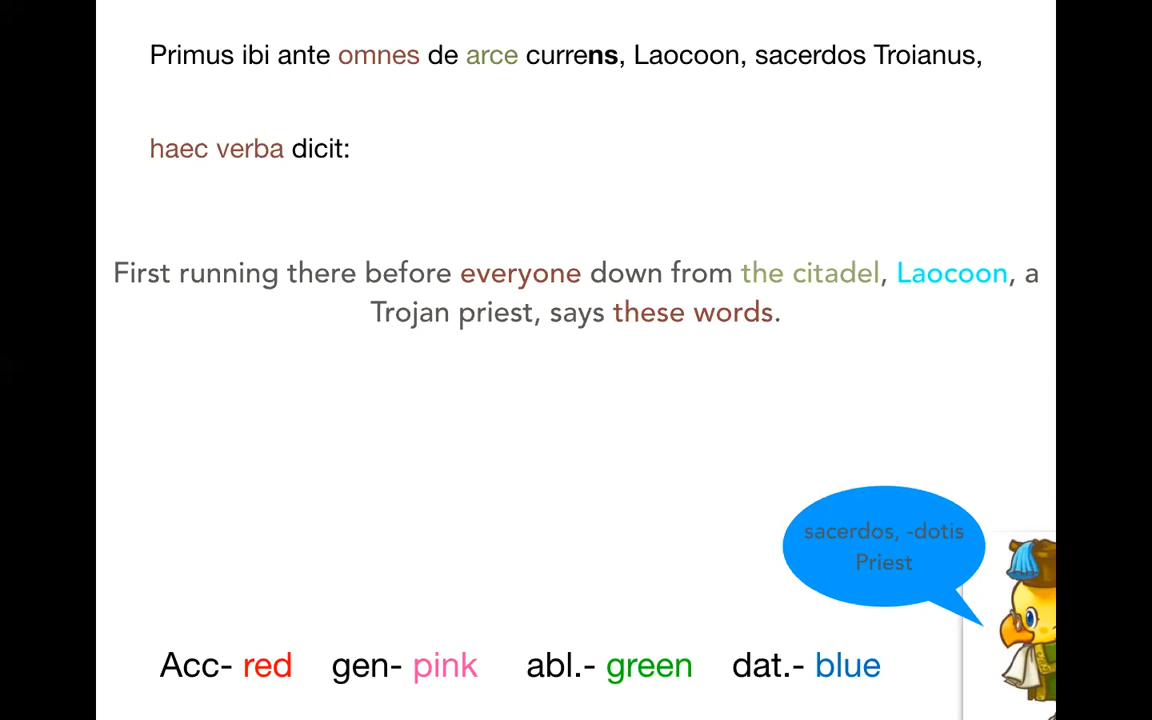 Primus ibi ante omnes de arce currens, Laocoon, sacerdos Troianus,
haec verba dicit:
First running there before everyone down from the citadel, Laocoon, a
Trojan priest, says these words.
sacerdos, -dotis
Priest
Acc- red gen- pink abl.- green dat.- blue